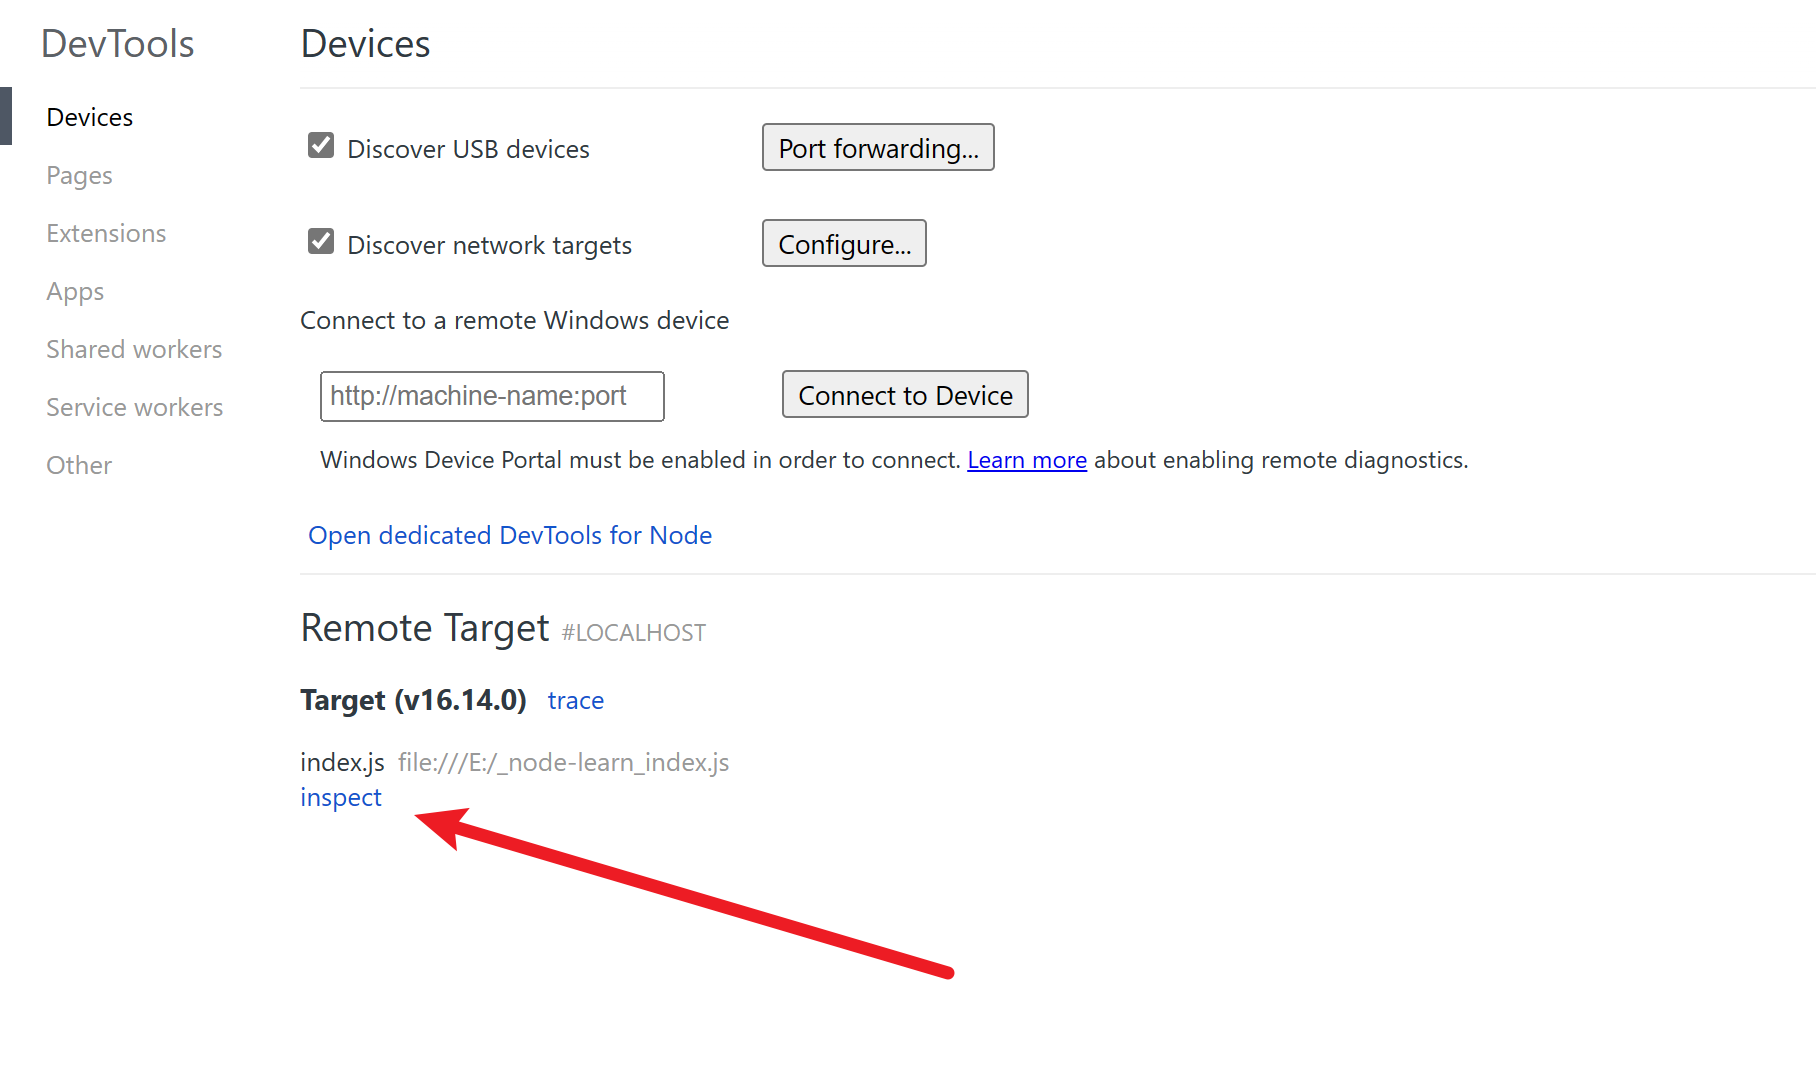 DevTools
Devices
Pages
Extensions
Apps
Shared workers
Service workers
Other
Devices
Discover USB devices
Port forwarding...
Discover network targets
Configure...
Connect to a remote Windows device
http://machine-name:port
Connect to Device
Windows Device Portal must be enabled in order to connect. Learn more about enabling remote diagnostics.
Open dedicated DevTools for Node
Remote Target #LOCALHOST
Target (v16.14.0) trace
index.js file:///E:/_node-learn_index.js
inspect